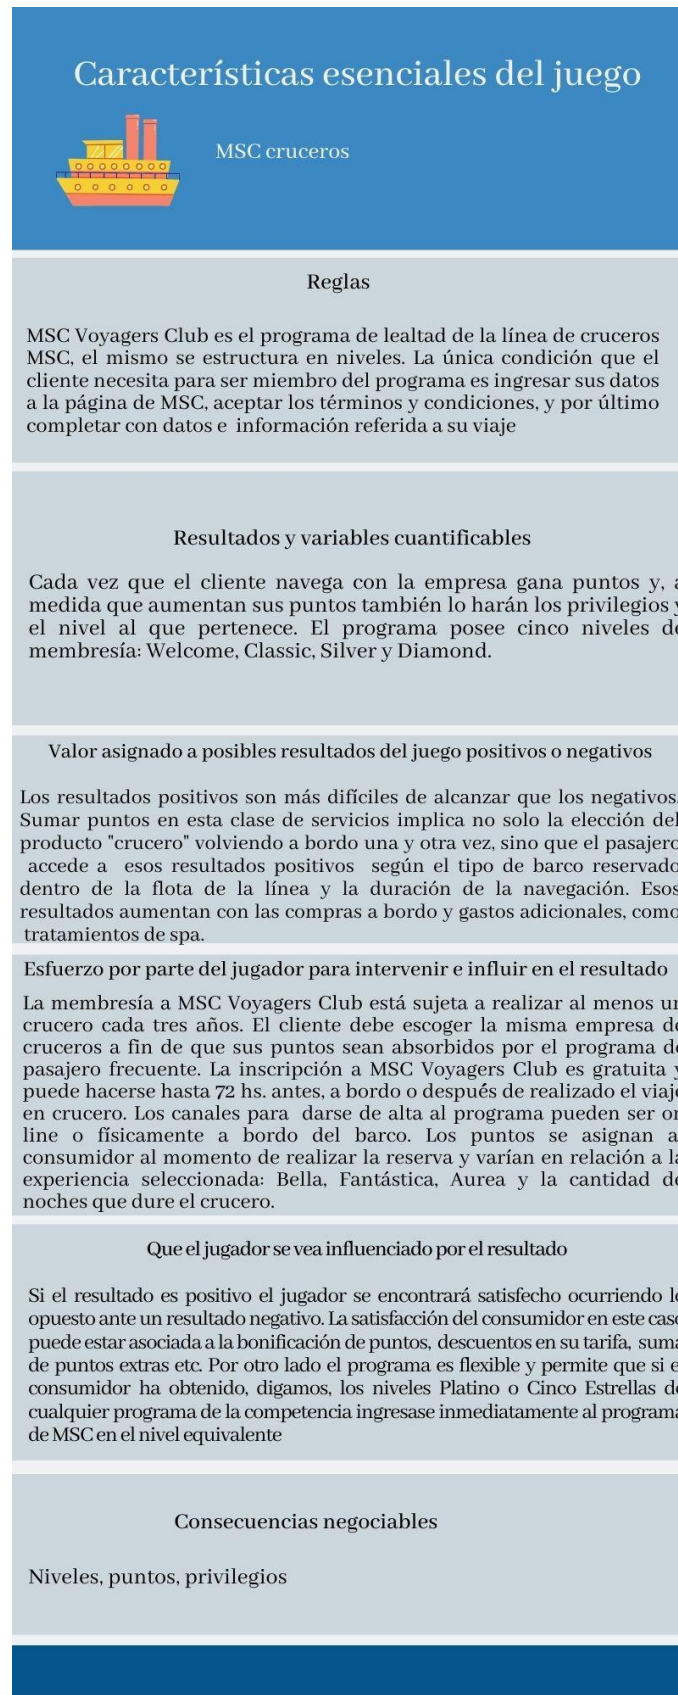 Características esenciales del juego
MSC cruceros
Reglas
MSC Voyagers Club es el programa de lealtad de la línea de cruceros
MSC, el mismo se estructura en niveles. La única condición que el
cliente necesita para ser miembro del programa es ingresar sus datos
a la página de MSC, aceptar los términos y condiciones, y por último
completar con datos e información referida a su viaje
Resultados y variables cuantificables
Cada vez que el cliente navega con la empresa gana puntos y, a
medida que aumentan sus puntos también lo harán los privilegios y
el nivel al que pertenece. El programa posee cinco niveles de
membresía: Welcome, Classic, Silver y Diamond.
Valor asignado a posibles resultados del juego positivos o negativos
Los resultados positivos son más difíciles de alcanzar que los negativos.
Sumar puntos en esta clase de servicios implica no solo la elección del
producto "crucero" volviendo a bordo una y otra vez, sino que el pasajero
accede a esos resultados positivos según el tipo de barco reservado
dentro de la flota de la línea y la duración de la navegación. Esos
resultados aumentan con las compras a bordo y gastos adicionales, como
tratamientos de spa.
Esfuerzo por parte del jugador para intervenir e influir en el resultado
La membresía a MSC Voyagers Club está sujeta a realizar al menos un
crucero cada tres años. El cliente debe escoger la misma empresa de
cruceros a fin de que sus puntos sean absorbidos por el programa de
pasajero frecuente. La inscripción a MSC Voyagers Club es gratuita y
puede hacerse hasta 72 hs. antes, a bordo o después de realizado el viaje
en crucero. Los canales para darse de alta al programa pueden ser on
line o físicamente a bordo del barco. Los puntos se asignan al
consumidor al momento de realizar la reserva y varían en relación a la
experiencia seleccionada: Bella, Fantástica, Aurea y la cantidad de
noches que dure el crucero.
Que el jugador se vea influenciado por el resultado
Si el resultado es positivo el jugador se encontrará satisfecho ocurriendo lo
opuesto ante un resultado negativo. La satisfacción del consumidor en este caso
puede estar asociada a la bonificación de puntos, descuentos en su tarifa, suma
de puntos extras etc. Por otro lado el programa es flexible y permite que si el
consumidor ha obtenido, digamos, los niveles Platino o Cinco Estrellas de
cualquier programa de la competencia ingresase inmediatamente al programa
de MSC en el nivel equivalente
Consecuencias negociables
Niveles, puntos, privilegios